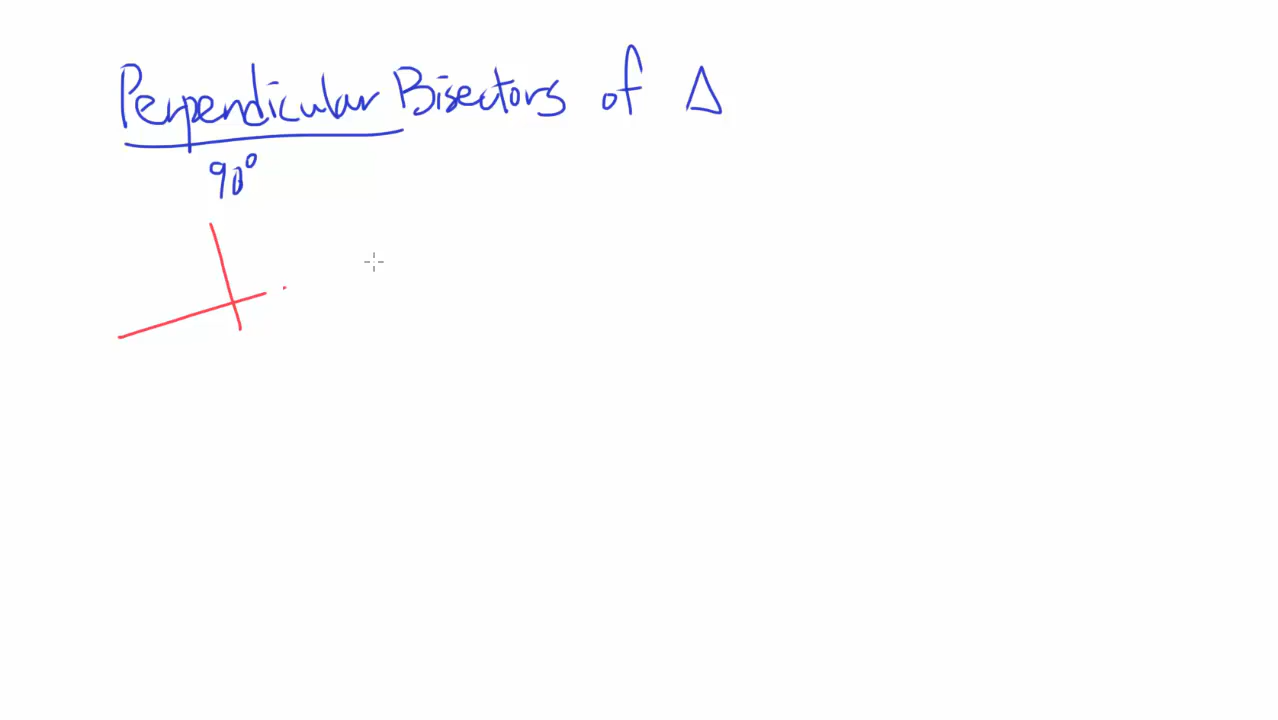 Perpendicular Bisectors of Δ
90°